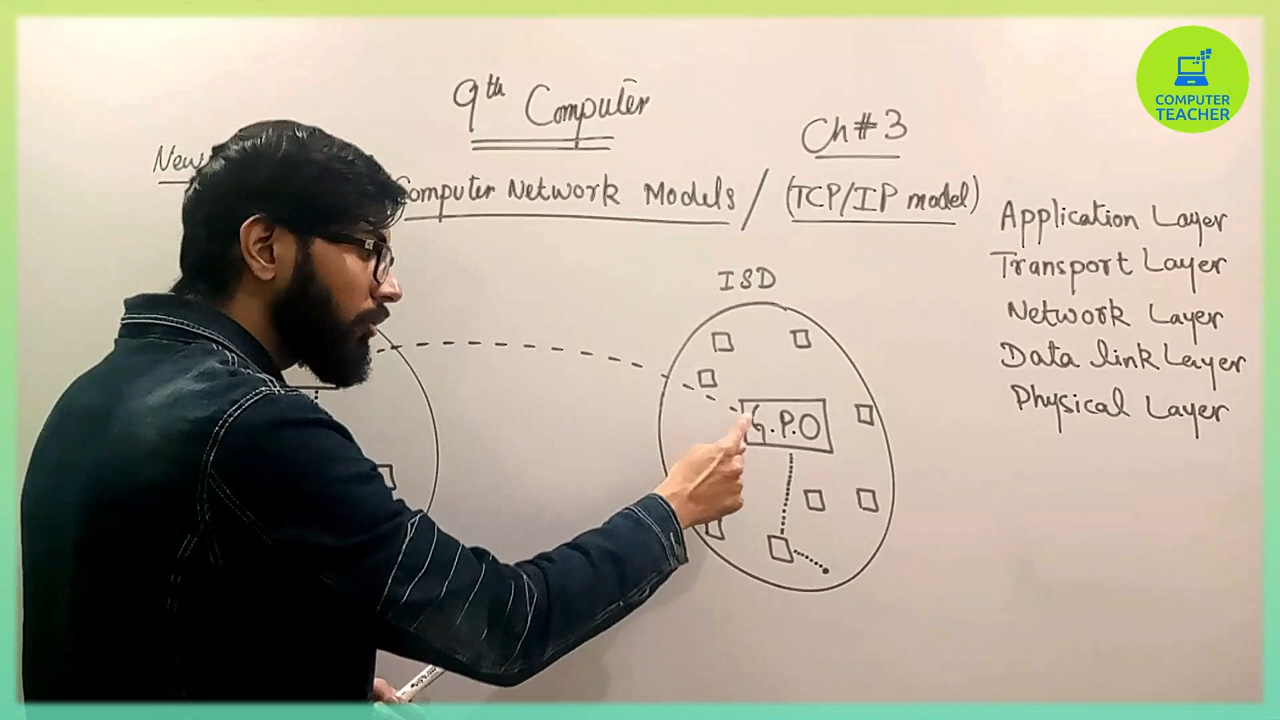 COMPUTER
TEACHER
9th Computer
Ch#3
New
Computer Network Models / (TCP/IP model)
Application Layer
Transport Layer
Network Layer
Data link Layer
Physical Layer
ISD
G.P.O